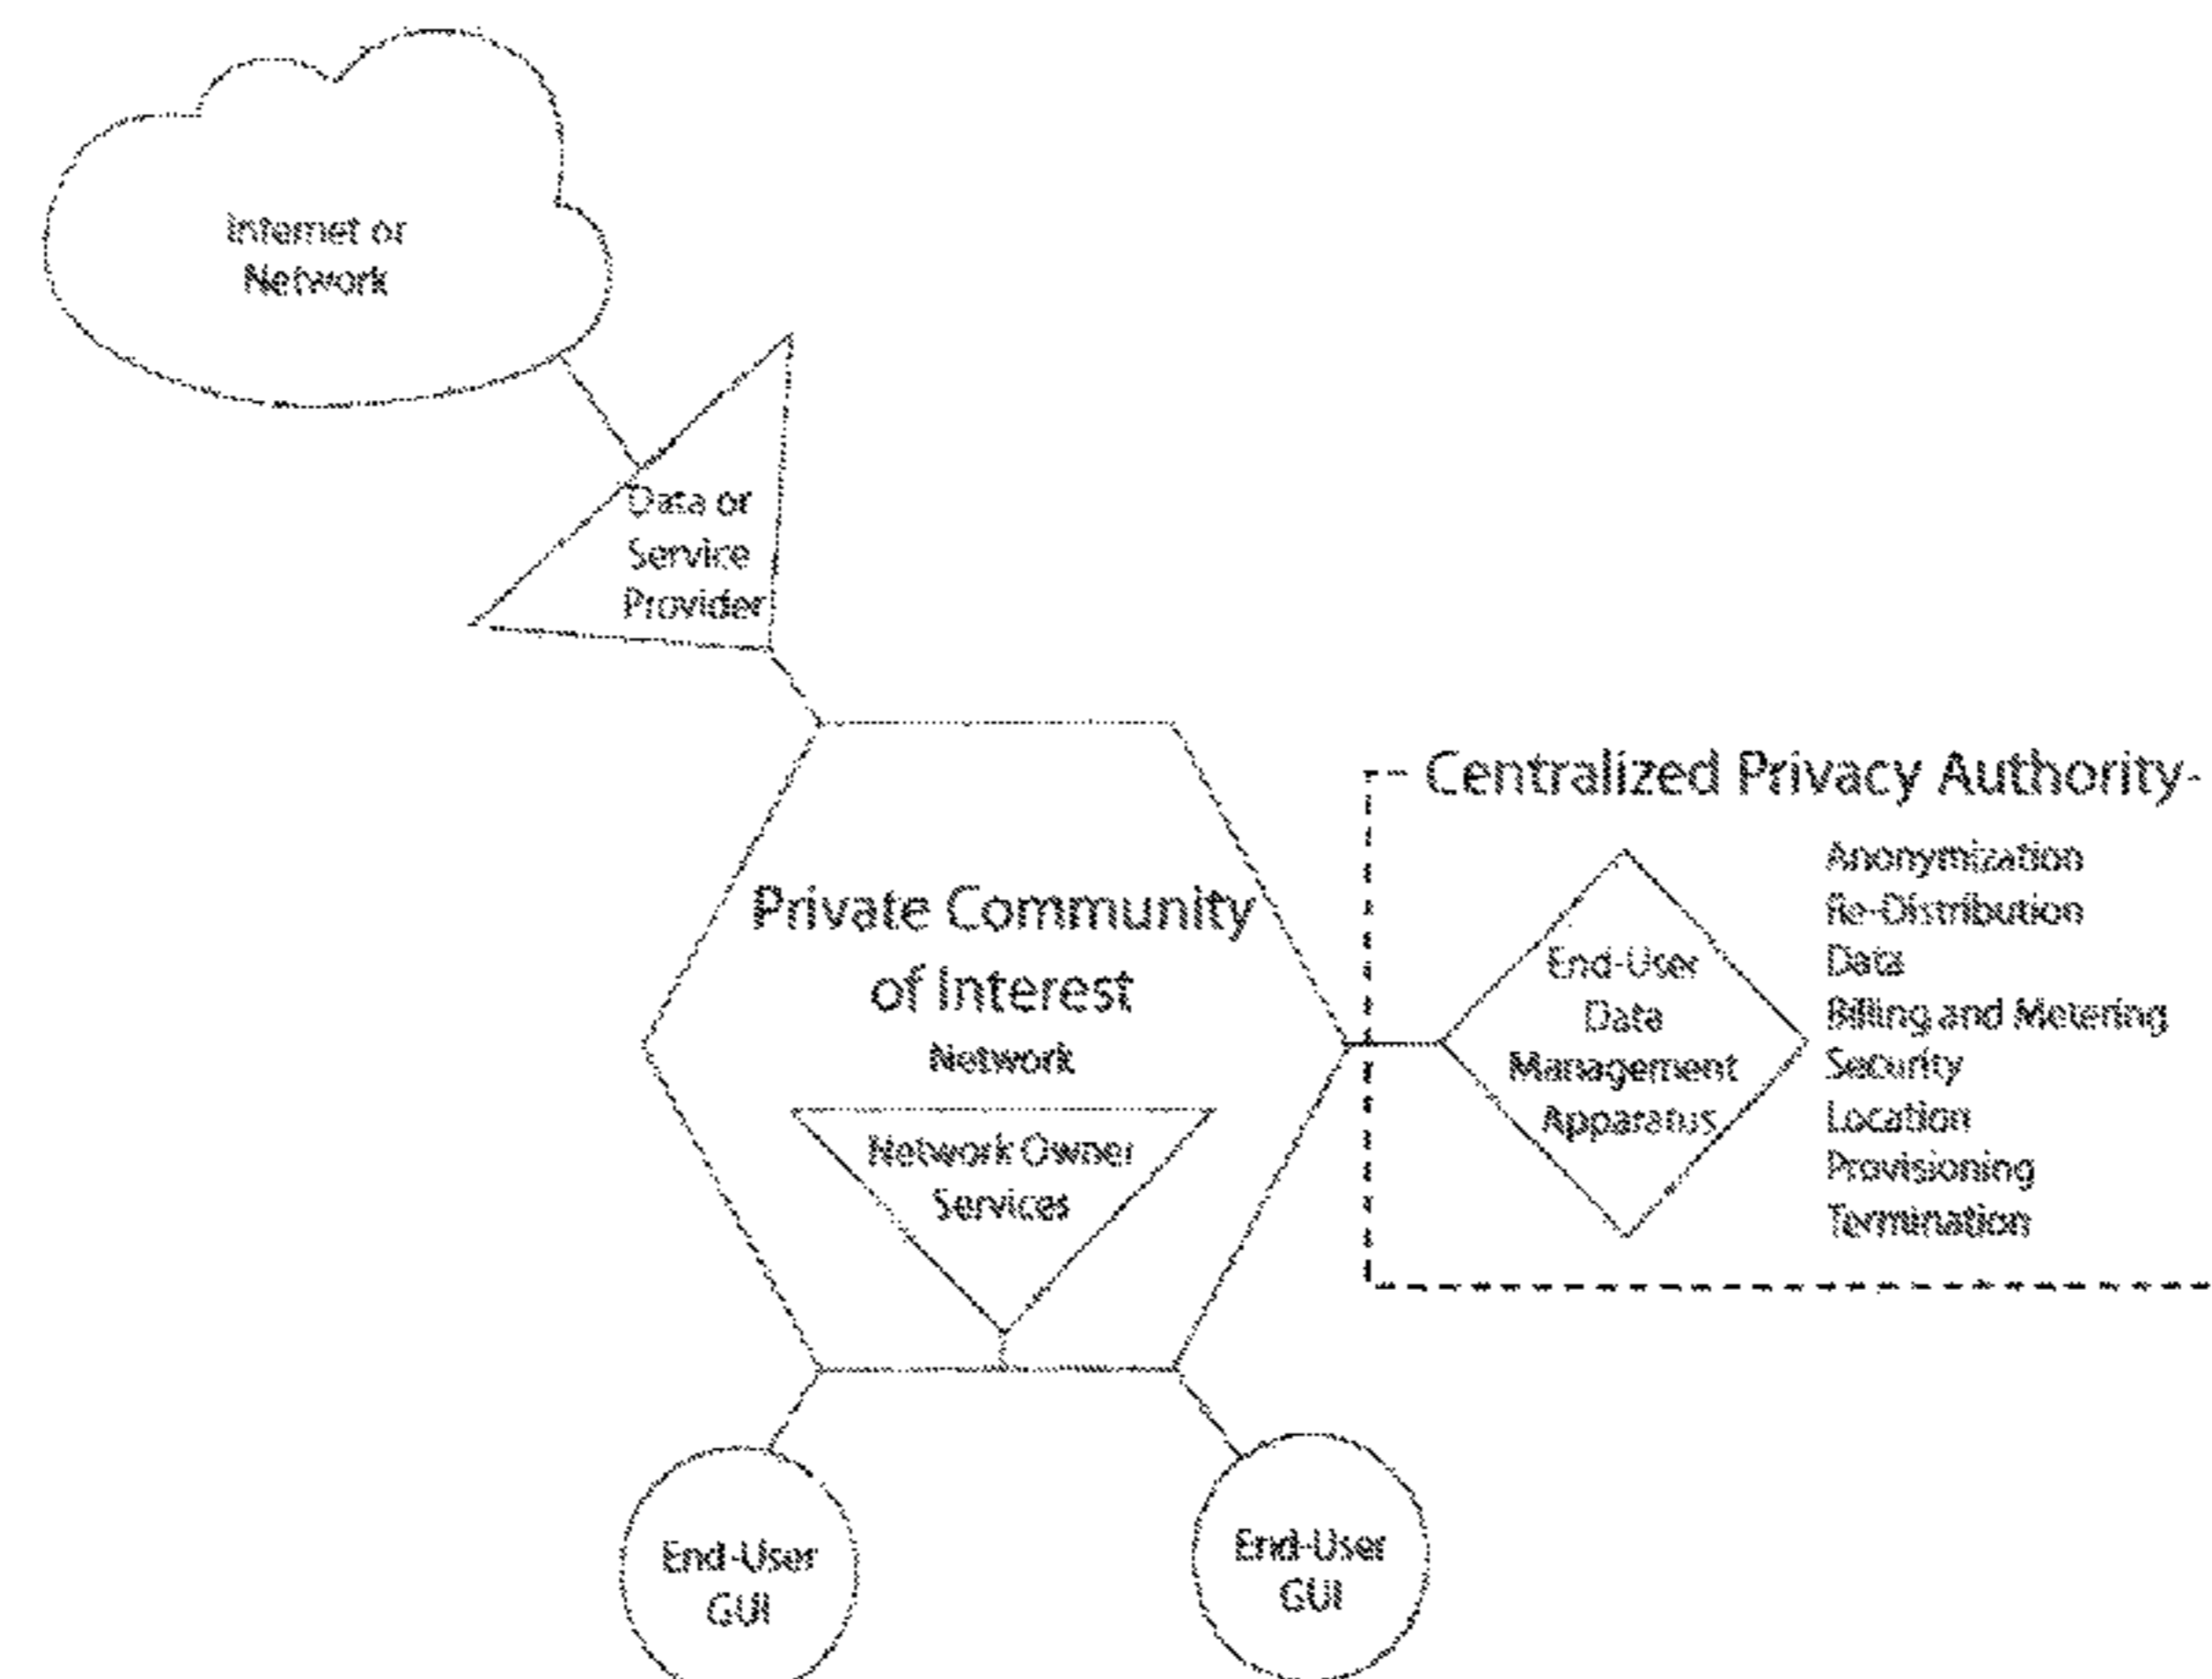 Internet or
Network
Data or
Service
Provider
Private Community
of Interest
Network
Network Owner
Services
Centralized Privacy Authority
End-User
Data
Management
Apparatus
Anonymization
Re-Distribution
Data
Billing and Metering
Security
Location
Provisioning
Termination
End-User
GUI
End-User
GUI